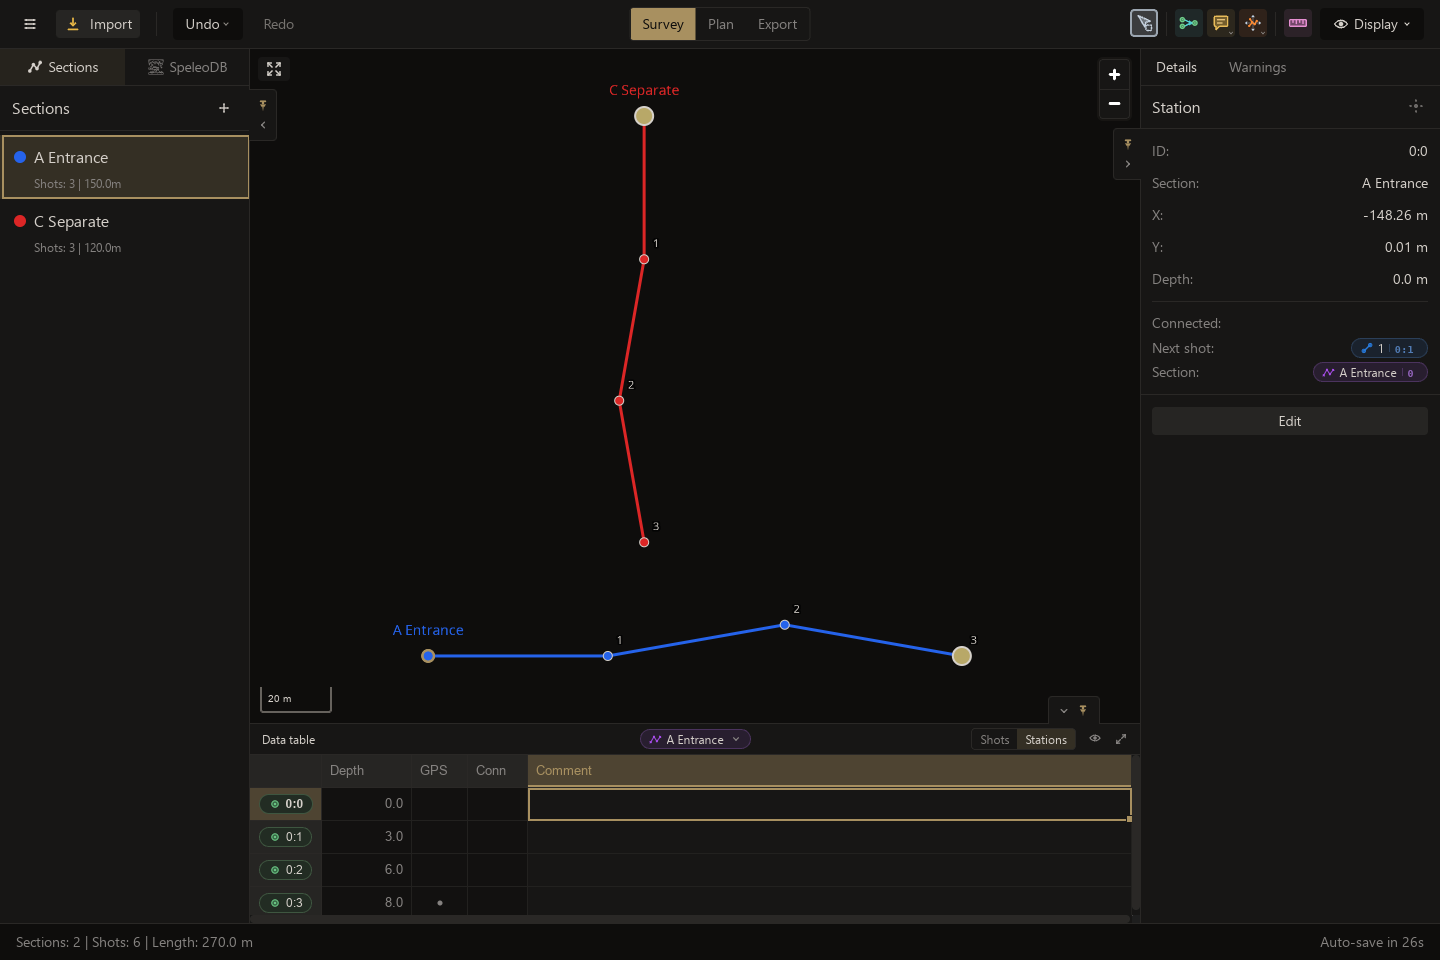 Import
Undo
Redo
Survey
Plan
Export
Display
Sections
SpeleoDB
Sections
A Entrance
Shots: 3 | 150.0m
C Separate
Shots: 3 | 120.0m
C Separate
1
2
3
A Entrance
1
2
3
20 m
Details
Warnings
Station
ID: 0:0
Section: A Entrance
X: -148.26 m
Y: 0.01 m
Depth: 0.0 m
Connected:
Next shot: 1 | 0:1
Section: A Entrance | 0
Edit
Data table
A Entrance
Shots
Stations
Depth GPS Conn Comment
0:0 0.0
0:1 3.0
0:2 6.0
0:3 8.0
Sections: 2 | Shots: 6 | Length: 270.0 m
Auto-save in 26s